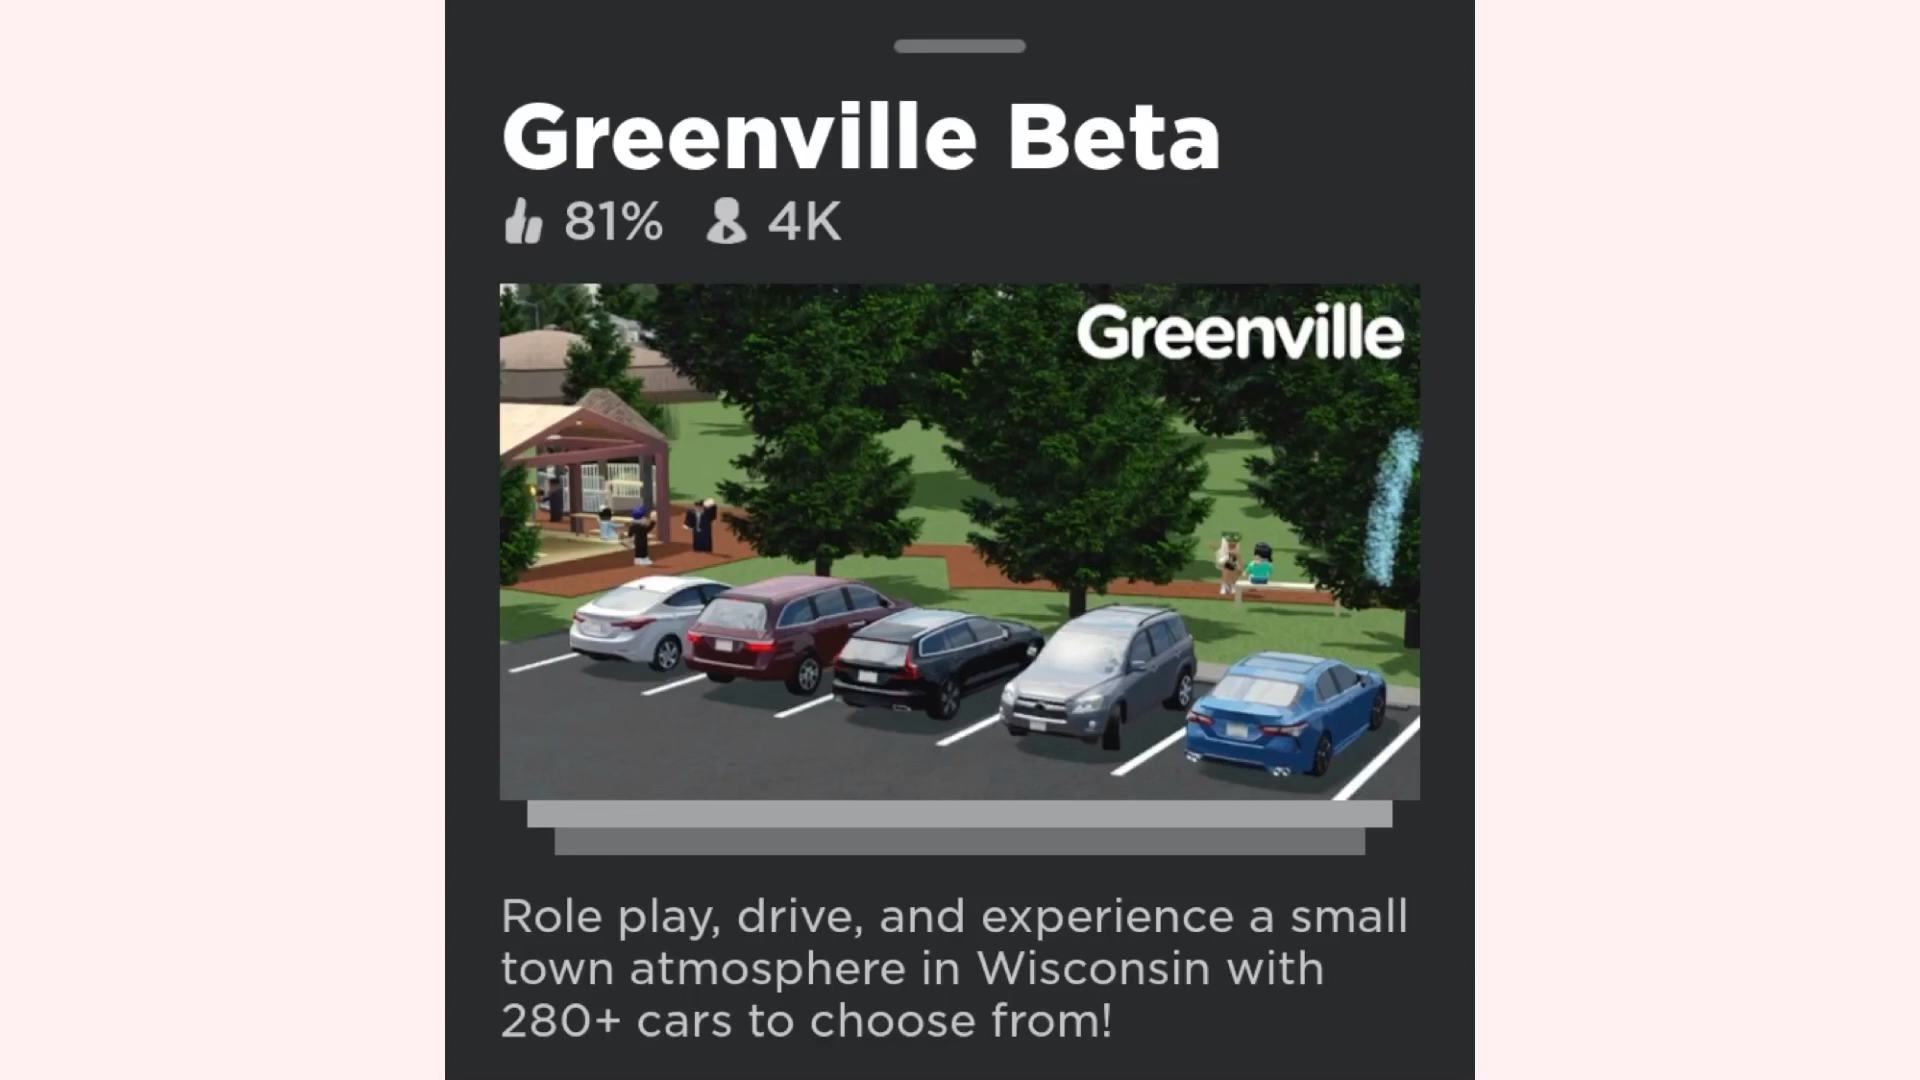 Greenville Beta
81% 4K
Greenville
Role play, drive, and experience a small
town atmosphere in Wisconsin with
280+ cars to choose from!